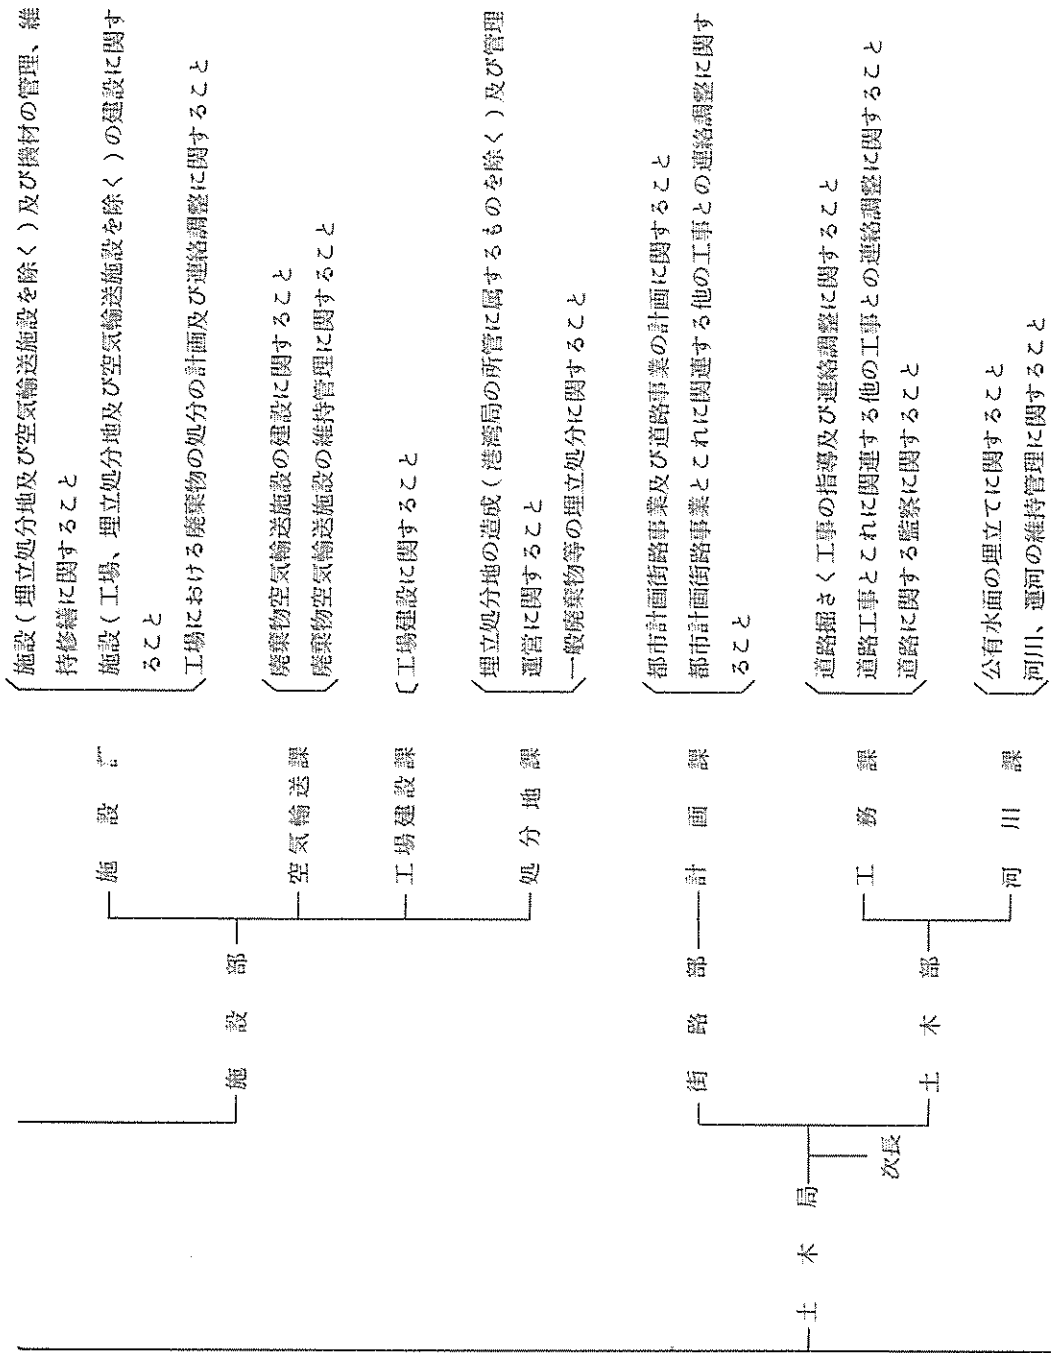 施設部
施設
施設(埋立処分地及び空気輸送施設を除く)及び機材の管理、維
持修繕に関すること
施設(工場、埋立処分地及び空気輸送施設を除く)の建設に関す
ること
工場における廃棄物の処分の計画及び連絡調整に関すること
空気輸送課
廃棄物空気輸送施設の建設に関すること
廃棄物空気輸送施設の維持管理に関すること
工場建設課
工場建設に関すること
処分地課
埋立処分地の造成(港湾局の所管に属するものを除く)及び管理
運営に関すること
一般廃棄物等の埋立処分に関すること
土木局
次長
街路部
計画課
都市計画街路事業及び道路事業の計画に関すること
都市計画街路事業とこれに関連する他の工事との連絡調整に関す
ること
土木部
工務課
道路掘さく工事の指導及び連絡調整に関すること
道路工事とこれに関連する他の工事との連絡調整に関すること
道路に関する監察に関すること
河川課
公有水面の埋立てに関すること
河川、運河の維持管理に関すること